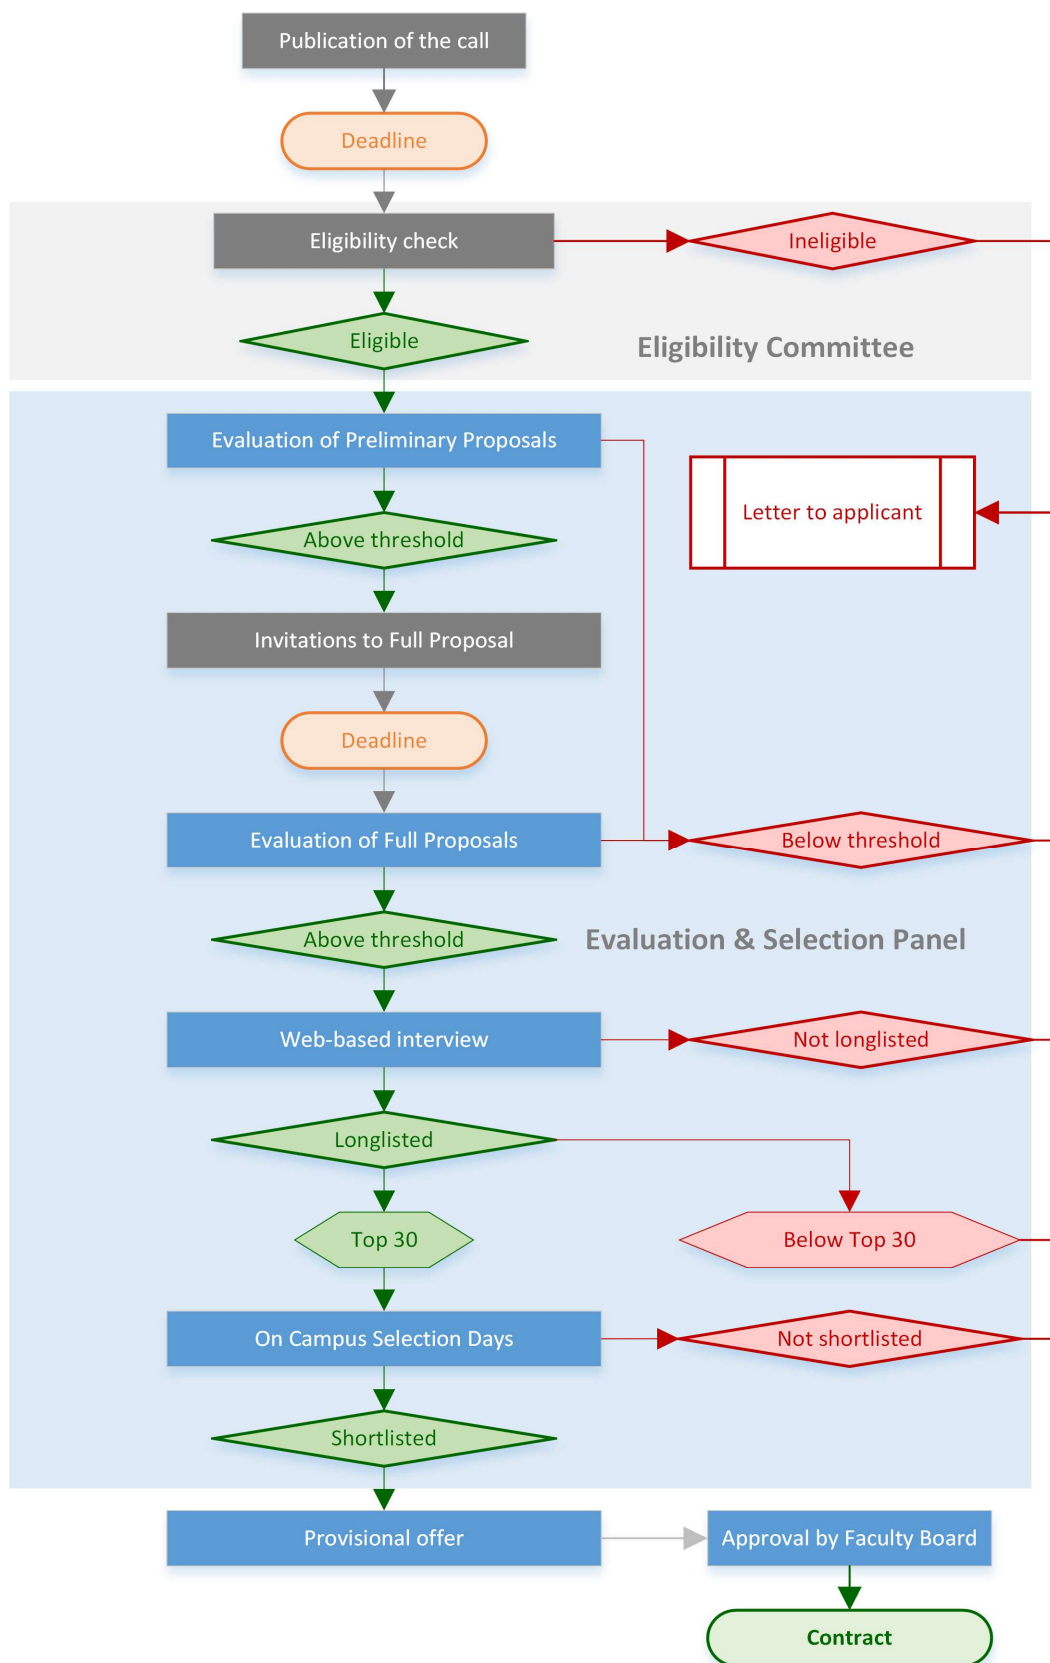 Publication of the call
Deadline
Eligibility check
Ineligible
Eligible
Eligibility Committee
Evaluation of Preliminary Proposals
Above threshold
Letter to applicant
Invitations to Full Proposal
Deadline
Evaluation of Full Proposals
Below threshold
Above threshold
Evaluation & Selection Panel
Web-based interview
Not longlisted
Longlisted
Top 30
Below Top 30
On Campus Selection Days
Not shortlisted
Shortlisted
Provisional offer
Approval by Faculty Board
Contract